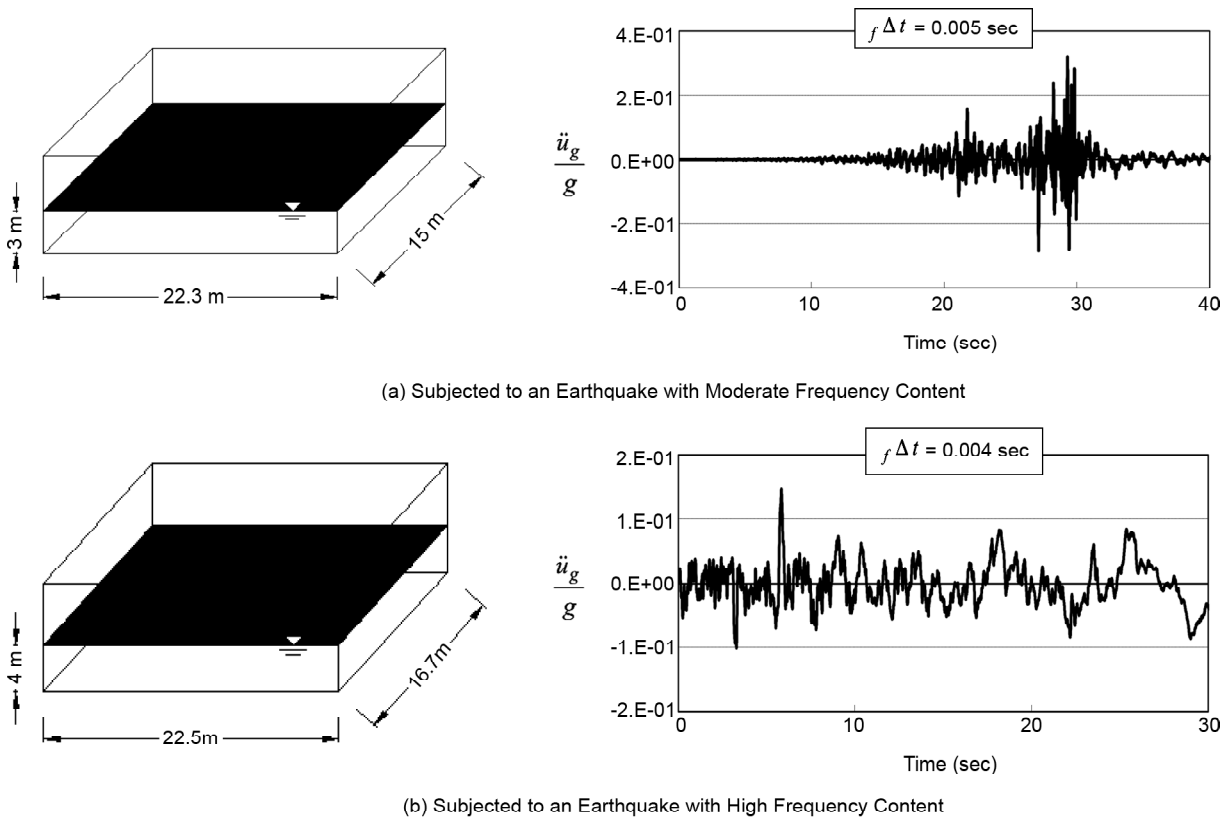 3 m
22.3 m
15 m
f Δt = 0.005 sec
4.E-01
2.E-01
0.E+00
-2.E-01
-4.E-01
ü_g
g
0
10
20
30
40
Time (sec)
(a) Subjected to an Earthquake with Moderate Frequency Content
4 m
22.5m
16.7m
f Δt = 0.004 sec
2.E-01
1.E-01
0.E+00
-1.E-01
-2.E-01
ü_g
g
0
10
20
30
Time (sec)
(b) Subjected to an Earthquake with High Frequency Content